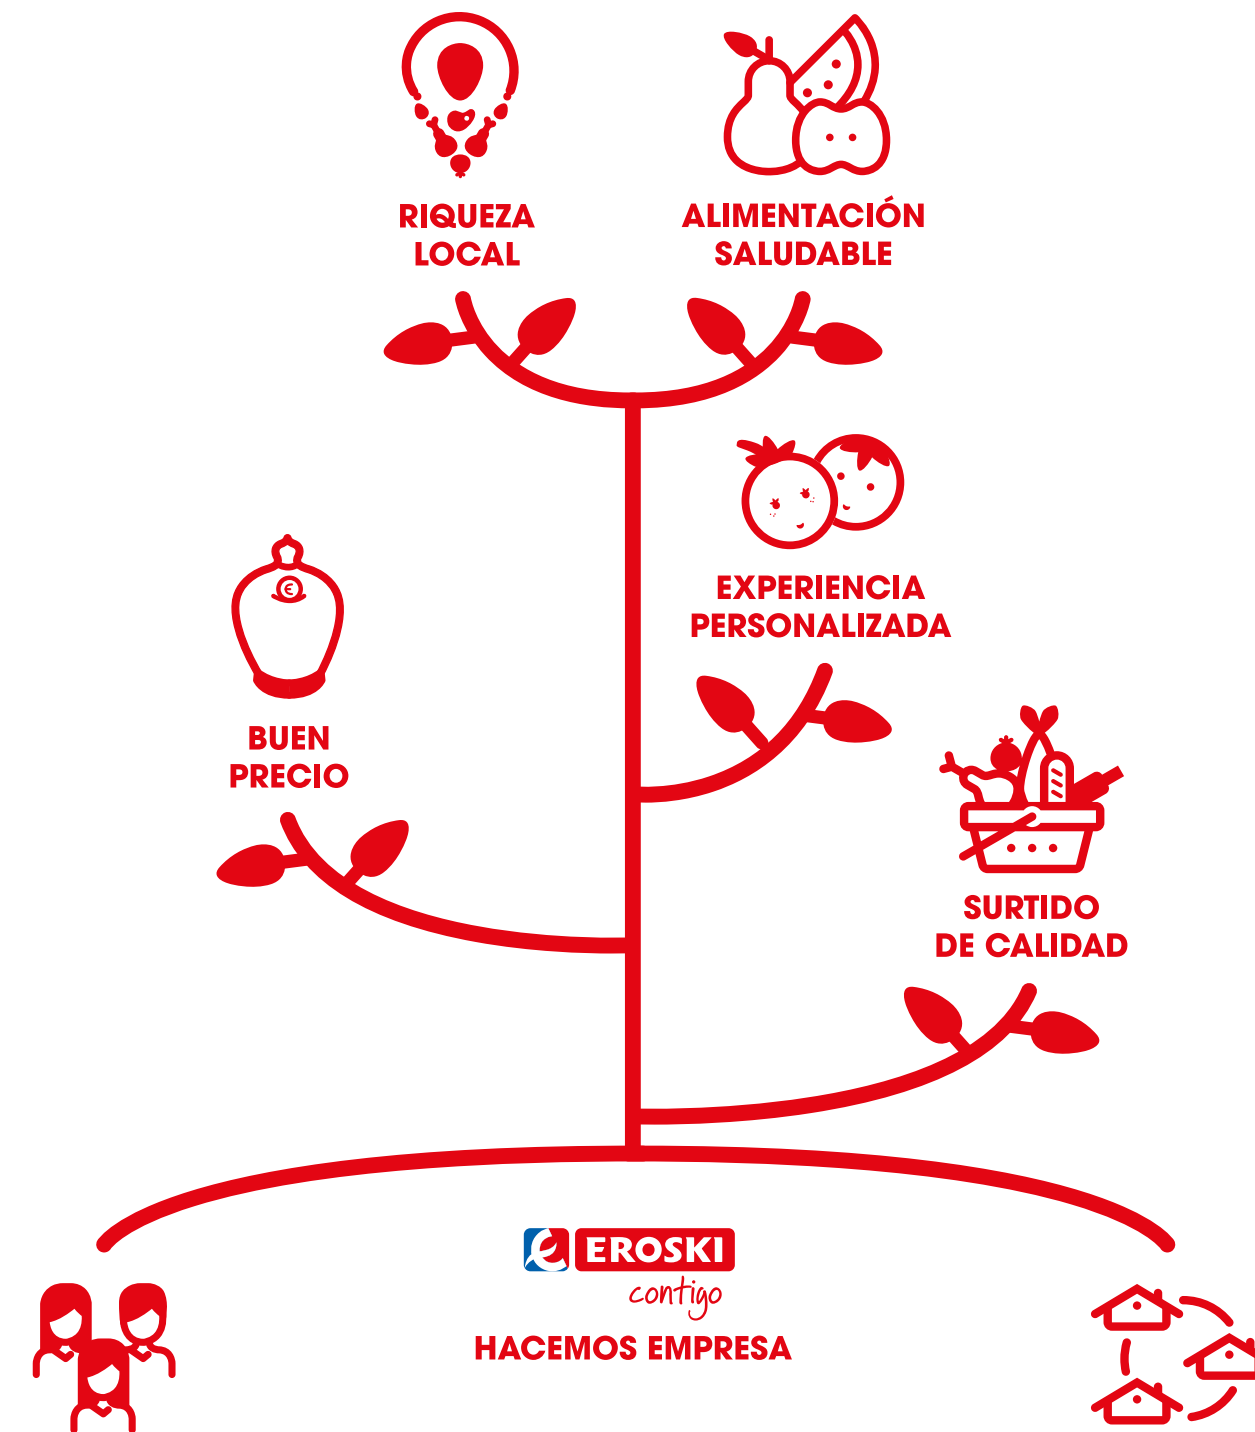 RIQUEZA
LOCAL
ALIMENTACIÓN
SALUDABLE
EXPERIENCIA
PERSONALIZADA
€
BUEN
PRECIO
SURTIDO
DE CALIDAD
EROSKI
contigo
HACEMOS EMPRESA